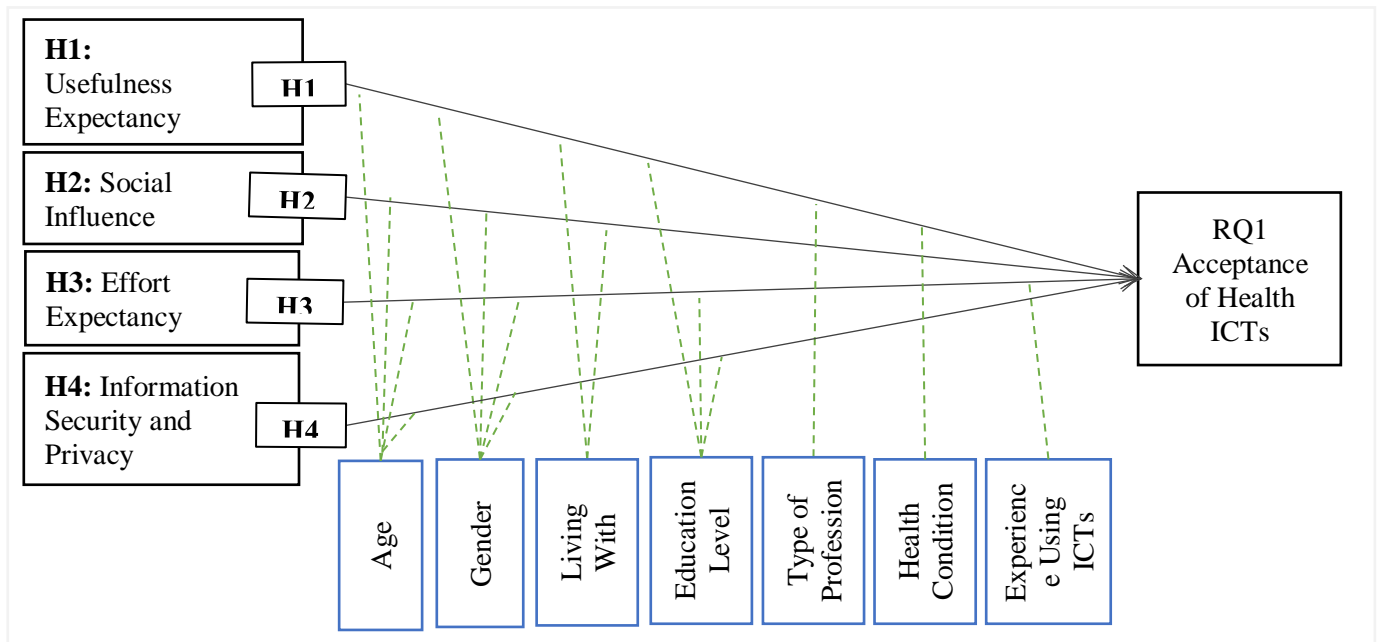 H1:
Usefulness
Expectancy
H1
H2: Social
Influence
H2
H3: Effort
Expectancy
H3
H4: Information
Security and
Privacy
H4
RQ1
Acceptance
of Health
ICTs
Age
Gender
Living
With
Education
Level
Type of
Profession
Health
Condition
Experienc
e Using
ICTs